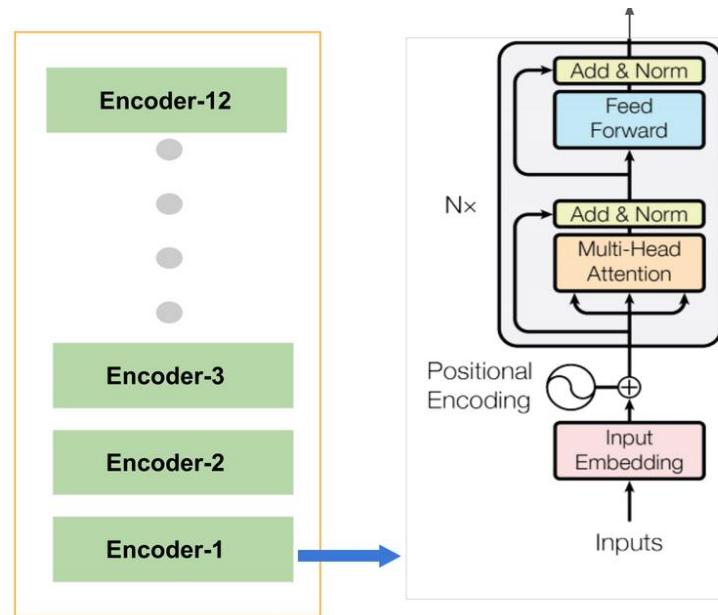 Encoder-12
Encoder-3
Encoder-2
Encoder-1
Add & Norm
Feed
Forward
N×
Add & Norm
Multi-Head
Attention
Positional
Encoding
Input
Embedding
Inputs